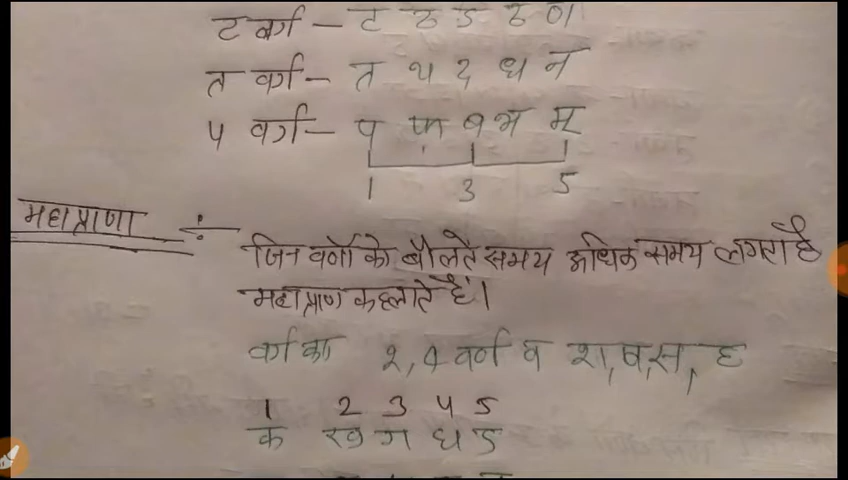 ट वर्ग – ट ठ ड ढ ण
त वर्ग – त थ द ध न
प वर्ग – प फ ब भ म
1 3 5
महाप्राण ÷
जिन वर्णो को बोलते समय अधिक समय लगता है
महाप्राण कहलाते है।
वर्ग का 2, 4 वर्ण व श, ष, स, ह
1 2 3 4 5
क ख ग घ ड